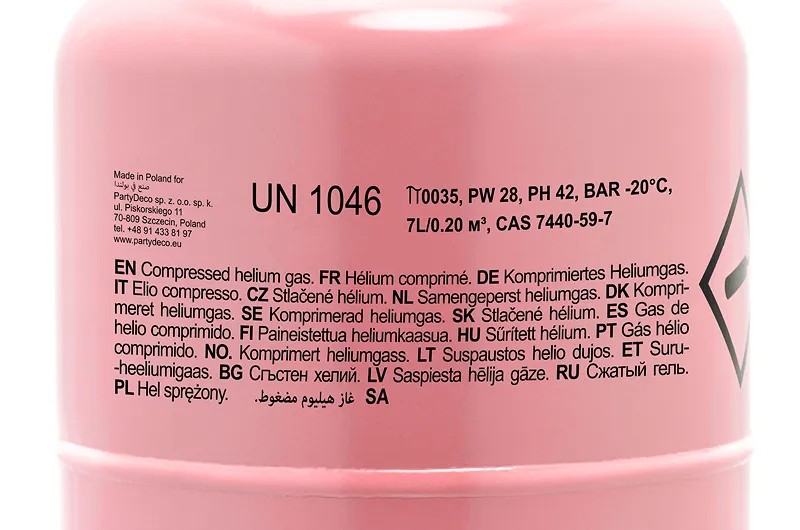 Made in Poland for
صنع في بولندا
PartyDeco sp. z o.o. sp. k.
ul. Piskorskiego 11
70-809 Szczecin, Poland
tel. +48 91 433 81 97
www.partydeco.eu
UN 1046
π0035, PW 28, PH 42, BAR -20°C,
7L/0.20 м³, CAS 7440-59-7
EN Compressed helium gas. FR Hélium comprimé. DE Komprimiertes Heliumgas.
IT Elio compresso. CZ Stlačené hélium. NL Samengeperst heliumgas. DK Kompri-
meret heliumgas. SE Komprimerad heliumgas. SK Stlačené hélium. ES Gas de
helio comprimido. FI Paineistettua heliumkaasua. HU Sűrített hélium. PT Gás hélio
comprimido. NO. Komprimert heliumgass. LT Suspaustos helio dujos. ET Suru-
-heeliumigaas. BG Сгъстен хелий. LV Saspiesta hēlija gāze. RU Сжатый гель.
PL Hel sprężony. SA غاز هيليوم مضغوط.